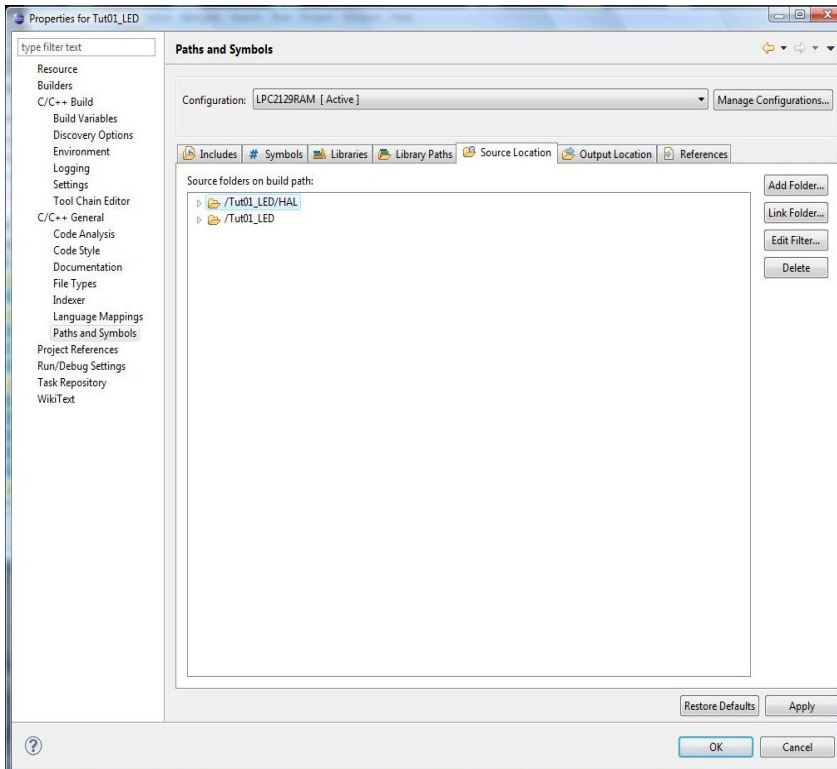 Properties for Tut01_LED
type filter text
Resource
Builders
C/C++ Build
Build Variables
Discovery Options
Environment
Logging
Settings
Tool Chain Editor
C/C++ General
Code Analysis
Code Style
Documentation
File Types
Indexer
Language Mappings
Paths and Symbols
Project References
Run/Debug Settings
Task Repository
WikiText
Paths and Symbols
Configuration: LPC2129RAM [ Active ] Manage Configurations...
Includes # Symbols Libraries Library Paths Source Location Output Location References
Source folders on build path:
/Tut01_LED/HAL
/Tut01_LED
Add Folder...
Link Folder...
Edit Filter...
Delete
Restore Defaults Apply
? OK Cancel